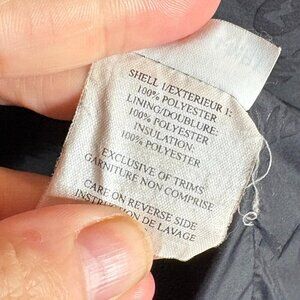 SHELL 1/EXTERIEUR 1:
100% POLYESTER
LINING/DOUBLURE:
100% POLYESTER
INSULATION:
100% POLYESTER
EXCLUSIVE OF TRIMS
GARNITURE NON COMPRISE
CARE ON REVERSE SIDE
INSTRUCTION DE LAVAGE